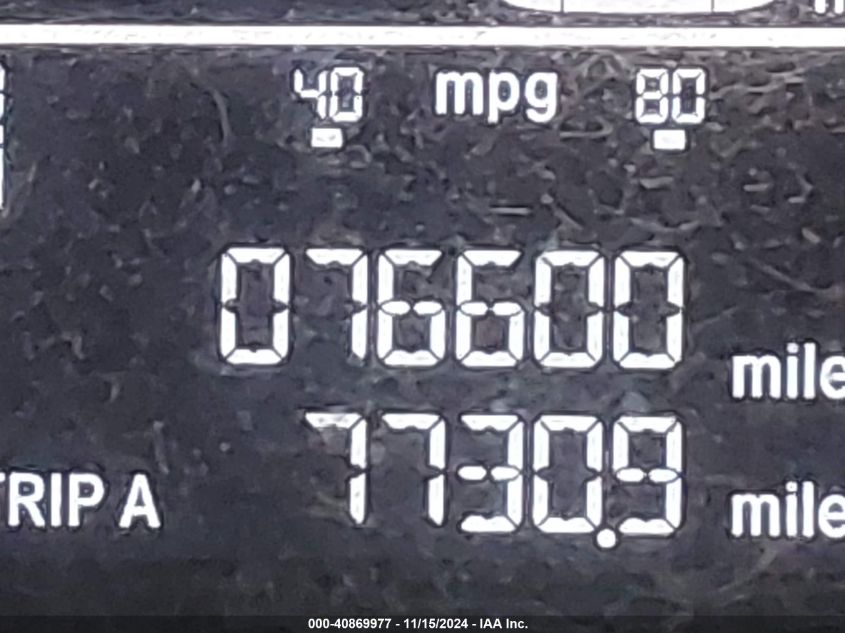 40 mpg 80
076600 mile
TRIP A 7730.9 mile
000-40869977 - 11/15/2024 - IAA Inc.